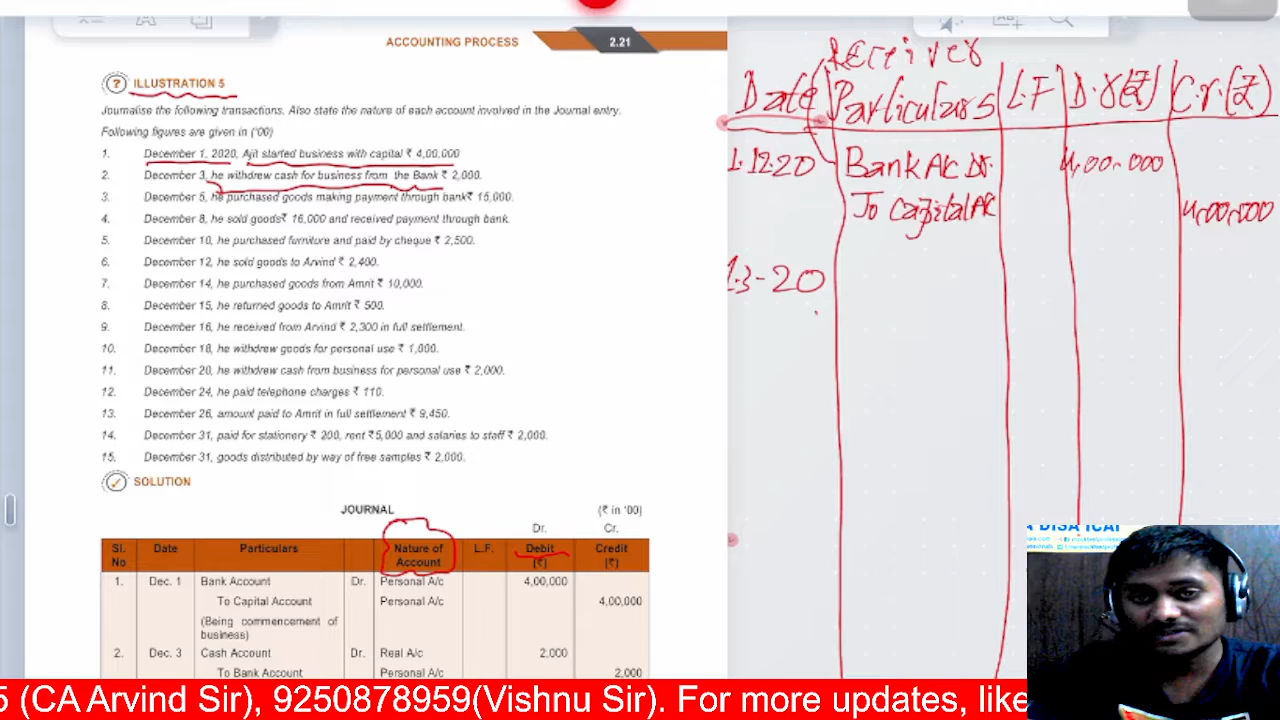 ACCOUNTING PROCESS 2.21
? ILLUSTRATION 5
Journalise the following transactions. Also state the nature of each account involved in the Journal entry.
Following figures are given in ('00)
1. December 1, 2020, Ajit started business with capital ₹ 4,00,000
2. December 3, he withdrew cash for business from the Bank ₹ 2,000.
3. December 5, he purchased goods making payment through bank₹ 15,000.
4. December 8, he sold goods₹ 16,000 and received payment through bank.
5. December 10, he purchased furniture and paid by cheque ₹ 2,500.
6. December 12, he sold goods to Arvind ₹ 2,400.
7. December 14, he purchased goods from Amrit ₹ 10,000.
8. December 15, he returned goods to Amrit ₹ 500.
9. December 16, he received from Arvind ₹ 2,300 in full settlement.
10. December 18, he withdrew goods for personal use ₹ 1,000.
11. December 20, he withdrew cash from business for personal use ₹ 2,000.
12. December 24, he paid telephone charges ₹ 110.
13. December 26, amount paid to Amrit in full settlement ₹ 9,450.
14. December 31, paid for stationery ₹ 200, rent ₹5,000 and salaries to staff ₹ 2,000.
15. December 31, goods distributed by way of free samples ₹ 2,000.
SOLUTION
JOURNAL (₹ in '00)
Dr. Cr.
Sl. No Date Particulars Nature of Account L.F. Debit (₹) Credit (₹)
1. Dec. 1 Bank Account Dr. Personal A/c 4,00,000
To Capital Account Personal A/c 4,00,000
(Being commencement of
business)
2. Dec. 3 Cash Account Dr. Real A/c 2,000
To Bank Account Personal A/c 2,000
Receiver
Date Particulars L.F D.r(₹) C.r.(₹)
1.12.20 Bank A/C Dr. 4,00,000
To Capital A/C 4,00,000
1.3-20
A DISA ICAI
5 (CA Arvind Sir), 9250878959(Vishnu Sir). For more updates, like